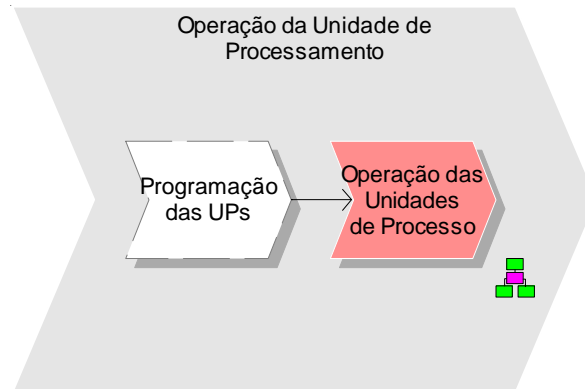 Operação da Unidade de
Processamento
Programação
das UPs
Operação das
Unidades
de Processo